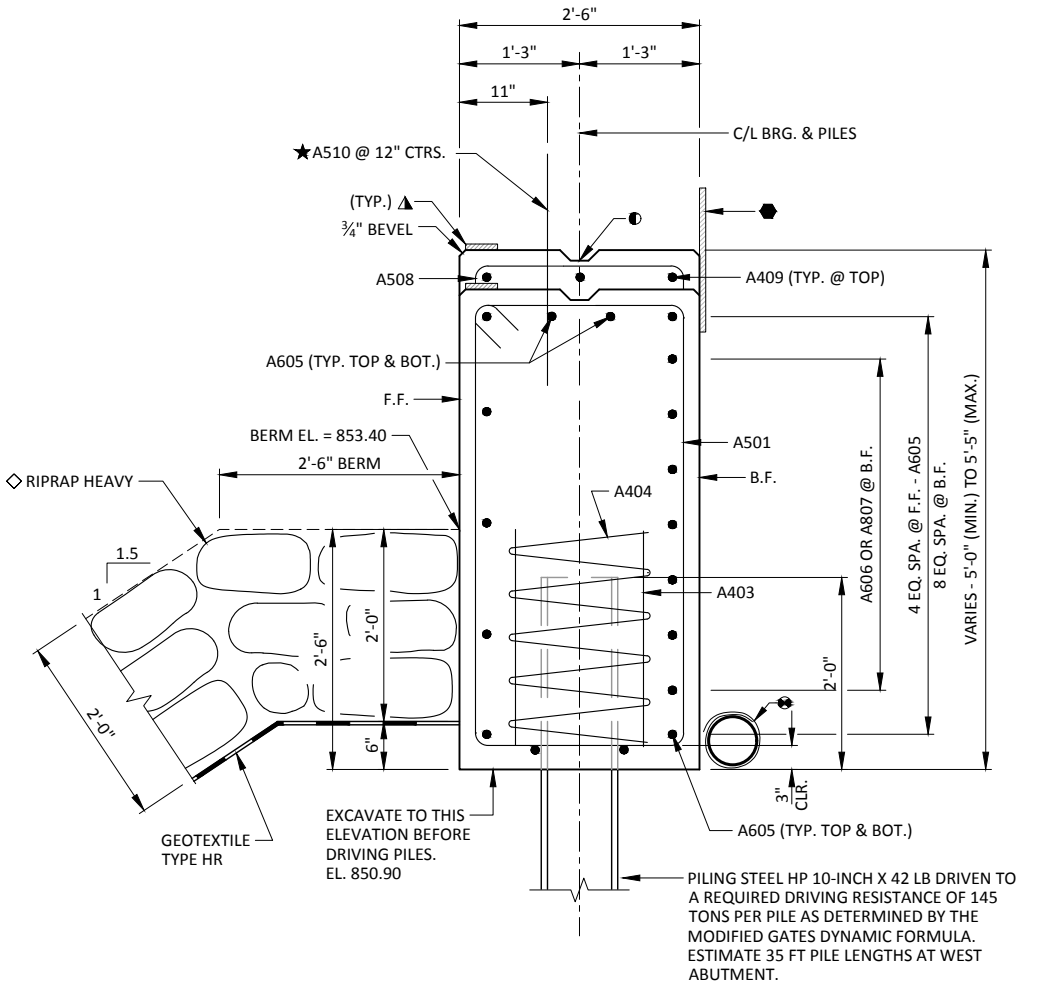 2'-6"
1'-3"
1'-3"
11"
C/L BRG. & PILES
★A510 @ 12" CTRS.
(TYP.)
¾" BEVEL
A508
A409 (TYP. @ TOP)
A605 (TYP. TOP & BOT.)
F.F.
BERM EL. = 853.40
2'-6" BERM
A501
B.F.
A404
RIPRAP HEAVY
1.5
1
A403
2'-0"
2'-6"
2'-0"
6"
2'-0"
3"
CLR.
A606 OR A807 @ B.F.
4 EQ. SPA. @ F.F. - A605
8 EQ. SPA. @ B.F.
VARIES - 5'-0" (MIN.) TO 5'-5" (MAX.)
GEOTEXTILE
TYPE HR
EXCAVATE TO THIS
ELEVATION BEFORE
DRIVING PILES.
EL. 850.90
A605 (TYP. TOP & BOT.)
PILING STEEL HP 10-INCH X 42 LB DRIVEN TO
A REQUIRED DRIVING RESISTANCE OF 145
TONS PER PILE AS DETERMINED BY THE
MODIFIED GATES DYNAMIC FORMULA.
ESTIMATE 35 FT PILE LENGTHS AT WEST
ABUTMENT.